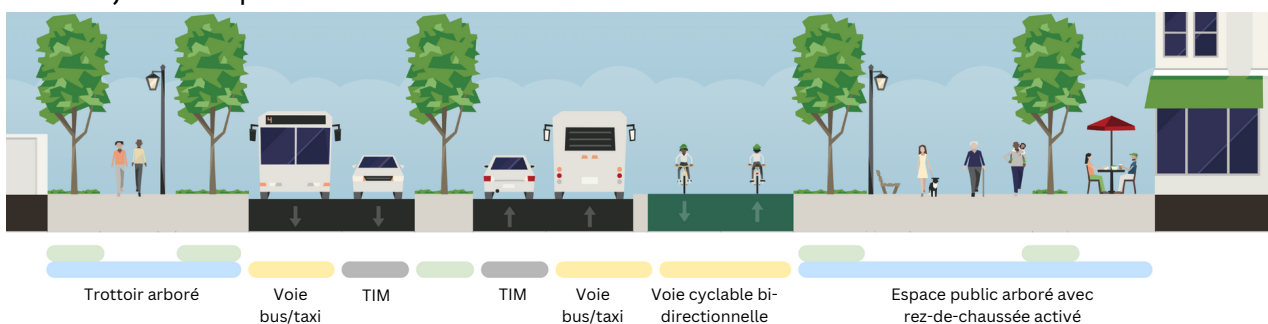 4
Trottoir arboré
Voie
bus/taxi
TIM
TIM
Voie
bus/taxi
Voie cyclable bi-
directionnelle
Espace public arboré avec
rez-de-chaussée activé